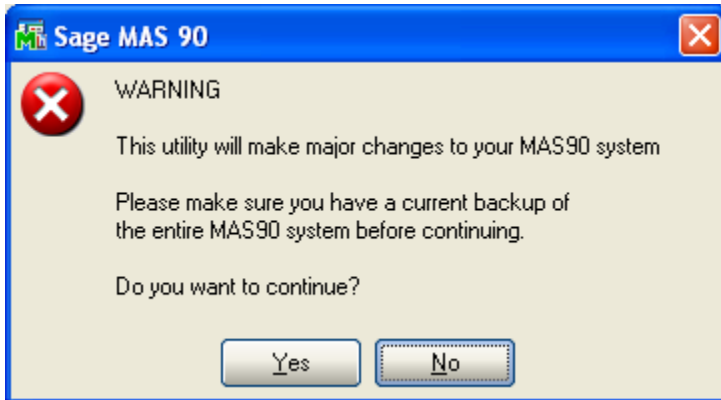 Sage MAS 90
WARNING
This utility will make major changes to your MAS90 system
Please make sure you have a current backup of
the entire MAS90 system before continuing.
Do you want to continue?
Yes
No